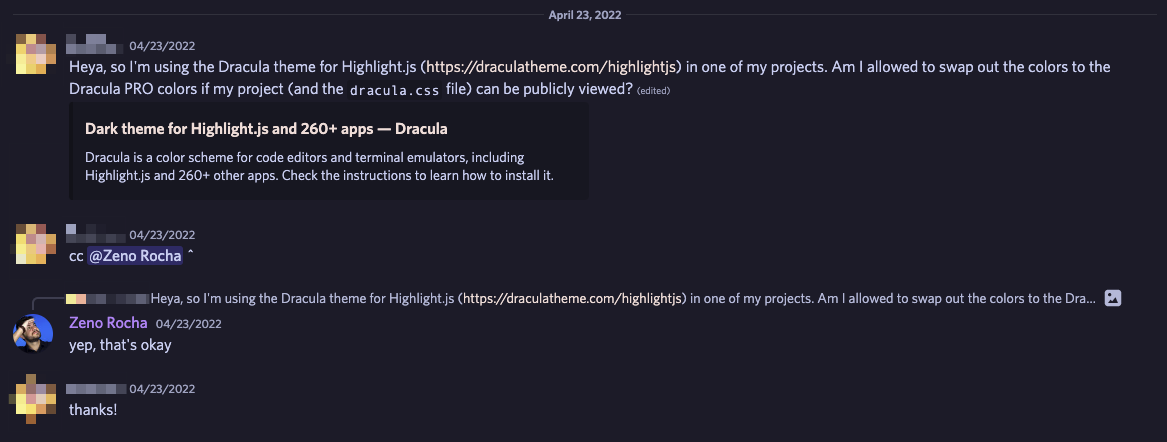 April 23, 2022
04/23/2022
Heya, so I'm using the Dracula theme for Highlight.js (https://draculatheme.com/highlightjs) in one of my projects. Am I allowed to swap out the colors to the
Dracula PRO colors if my project (and the dracula.css file) can be publicly viewed? (edited)
Dark theme for Highlight.js and 260+ apps — Dracula
Dracula is a color scheme for code editors and terminal emulators, including
Highlight.js and 260+ other apps. Check the instructions to learn how to install it.
04/23/2022
cc @Zeno Rocha ^
Heya, so I'm using the Dracula theme for Highlight.js (https://draculatheme.com/highlightjs) in one of my projects. Am I allowed to swap out the colors to the Dra...
Zeno Rocha 04/23/2022
yep, that's okay
04/23/2022
thanks!